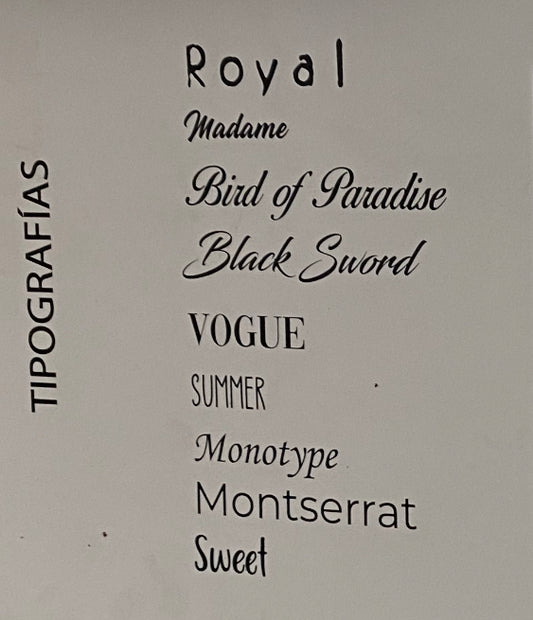 TIPOGRAFÍAS
Royal
Madame
Bird of Paradise
Black Sword
VOGUE
SUMMER
Monotype
Montserrat
Sweet